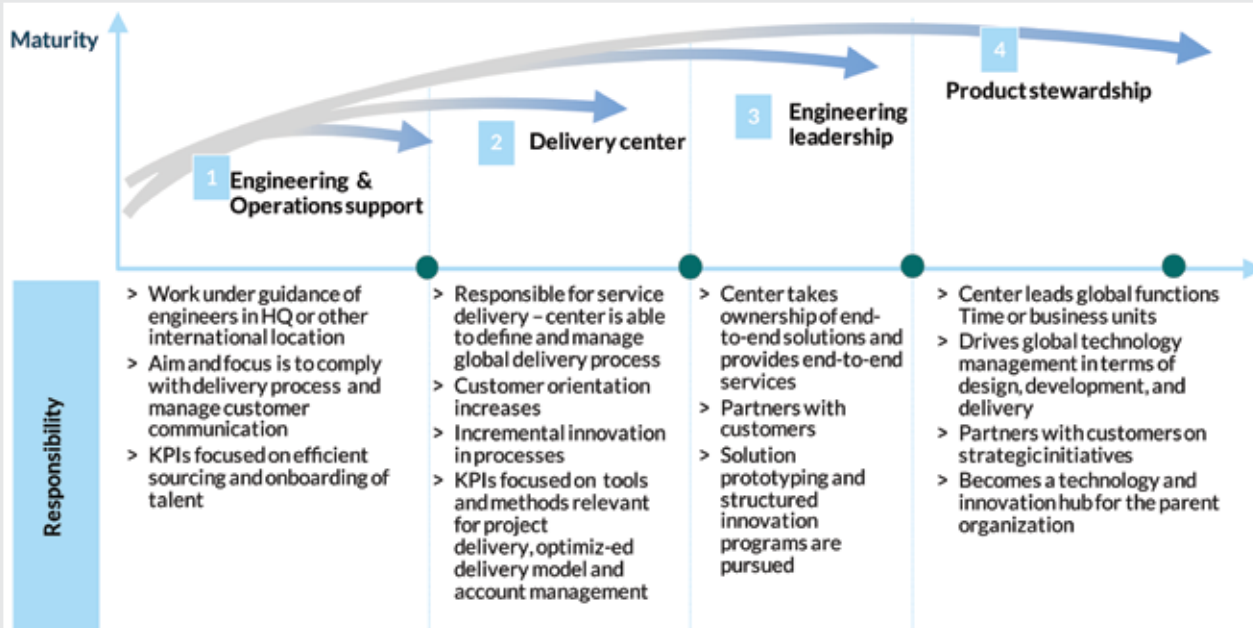 Maturity
1
Engineering &
Operations support
2
Delivery center
3
Engineering
leadership
4
Product stewardship
Responsibility
> Work under guidance of
engineers in HQ or other
international location
> Aim and focus is to comply
with delivery process and
manage customer
communication
> KPIs focused on efficient
sourcing and onboarding of
talent
> Responsible for service
delivery – center is able
to define and manage
global delivery process
> Customer orientation
increases
> Incremental innovation
in processes
> KPIs focused on tools
and methods relevant
for project
delivery, optimiz-ed
delivery model and
account management
> Center takes
ownership of end-
to-end solutions and
provides end-to-end
services
> Partners with
customers
> Solution
prototyping and
structured
innovation
programs are
pursued
> Center leads global functions
Time or business units
> Drives global technology
management in terms of
design, development, and
delivery
> Partners with customers on
strategic initiatives
> Becomes a technology and
innovation hub for the parent
organization